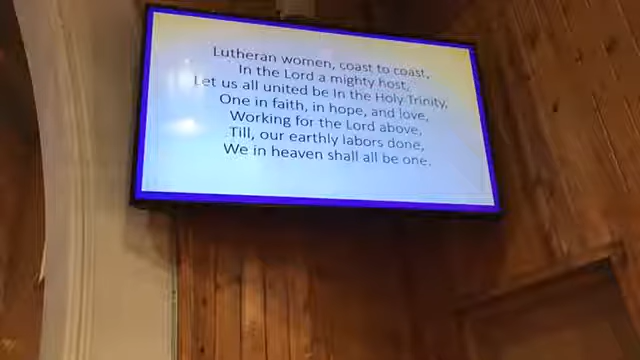 Lutheran women, coast to coast,
In the Lord a mighty host,
Let us all united be In the Holy Trinity,
One in faith, in hope, and love,
Working for the Lord above,
Till, our earthly labors done,
We in heaven shall all be one.